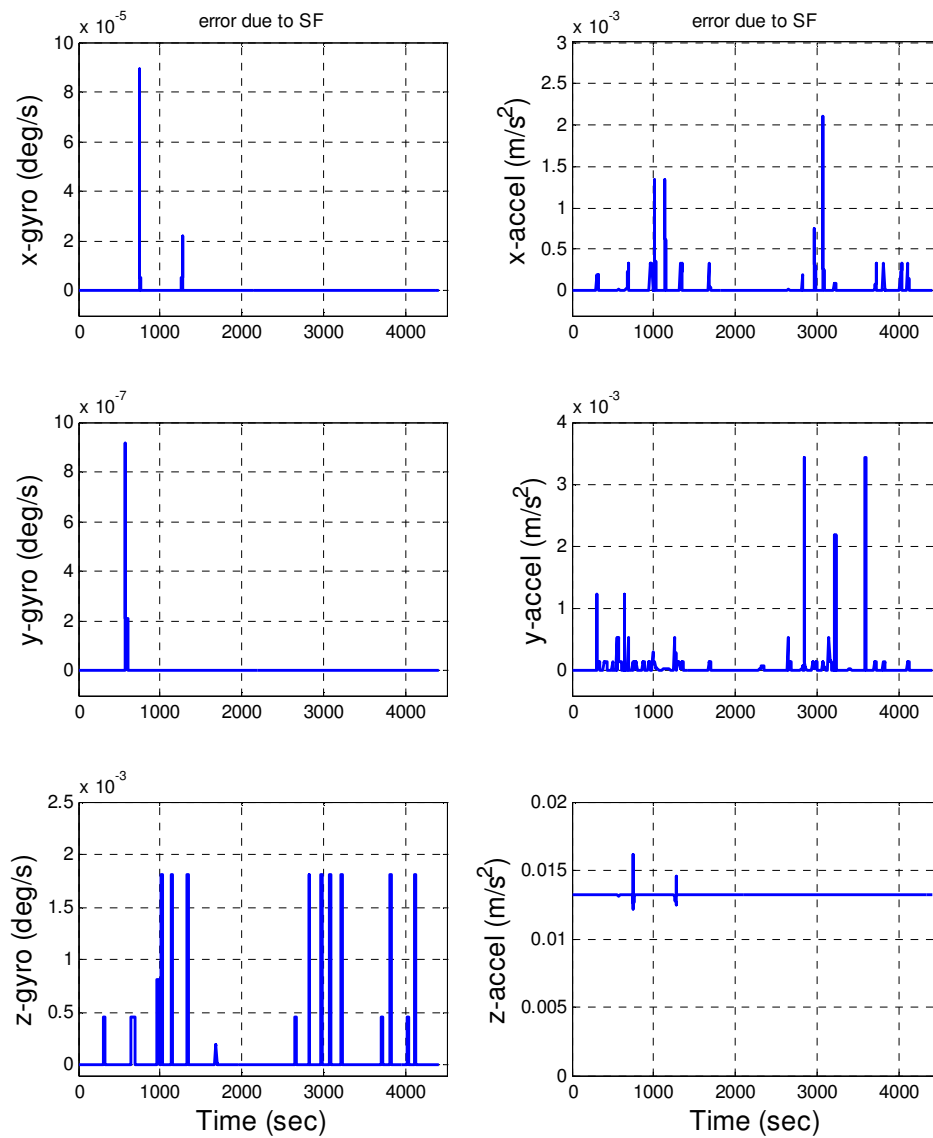 error due to SF
x 10^-5
10
8
6
4
2
0
0 1000 2000 3000 4000
x-gyro (deg/s)
error due to SF
x 10^-3
3
2.5
2
1.5
1
0.5
0
0 1000 2000 3000 4000
x-accel (m/s^2)
x 10^-7
10
8
6
4
2
0
0 1000 2000 3000 4000
y-gyro (deg/s)
x 10^-3
4
3
2
1
0
0 1000 2000 3000 4000
y-accel (m/s^2)
x 10^-3
2.5
2
1.5
1
0.5
0
0 1000 2000 3000 4000
z-gyro (deg/s)
Time (sec)
0.02
0.015
0.01
0.005
0
0 1000 2000 3000 4000
z-accel (m/s^2)
Time (sec)